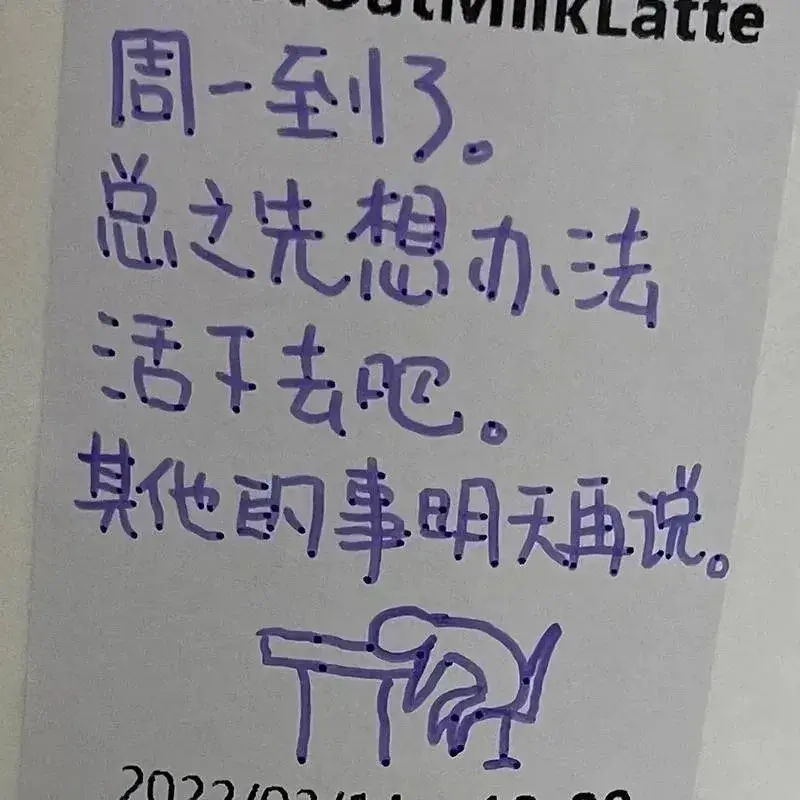 MilkLatte
周一到了。
总之先想办法
活下去吧。
其他的事明天再说。